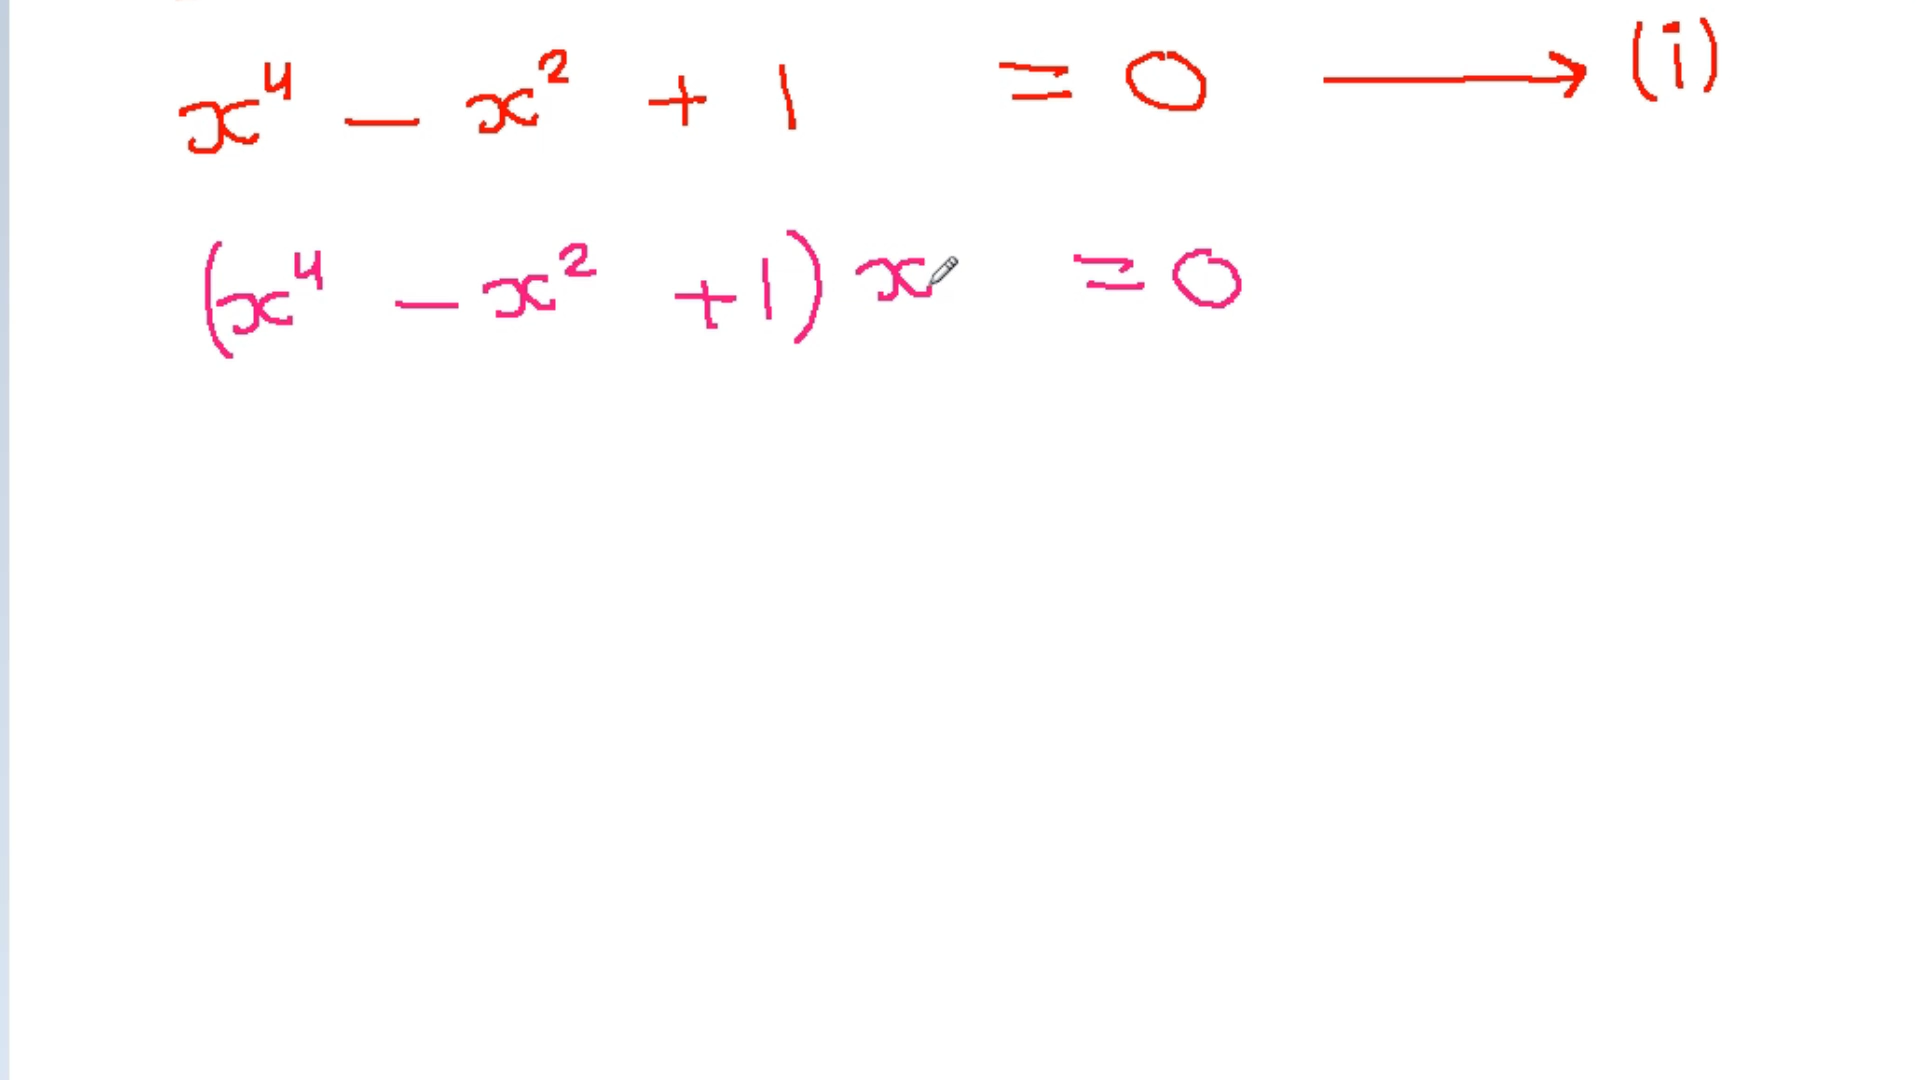 x⁴ − x² + 1 = 0 ⟶ (i)
(x⁴ − x² + 1) x = 0